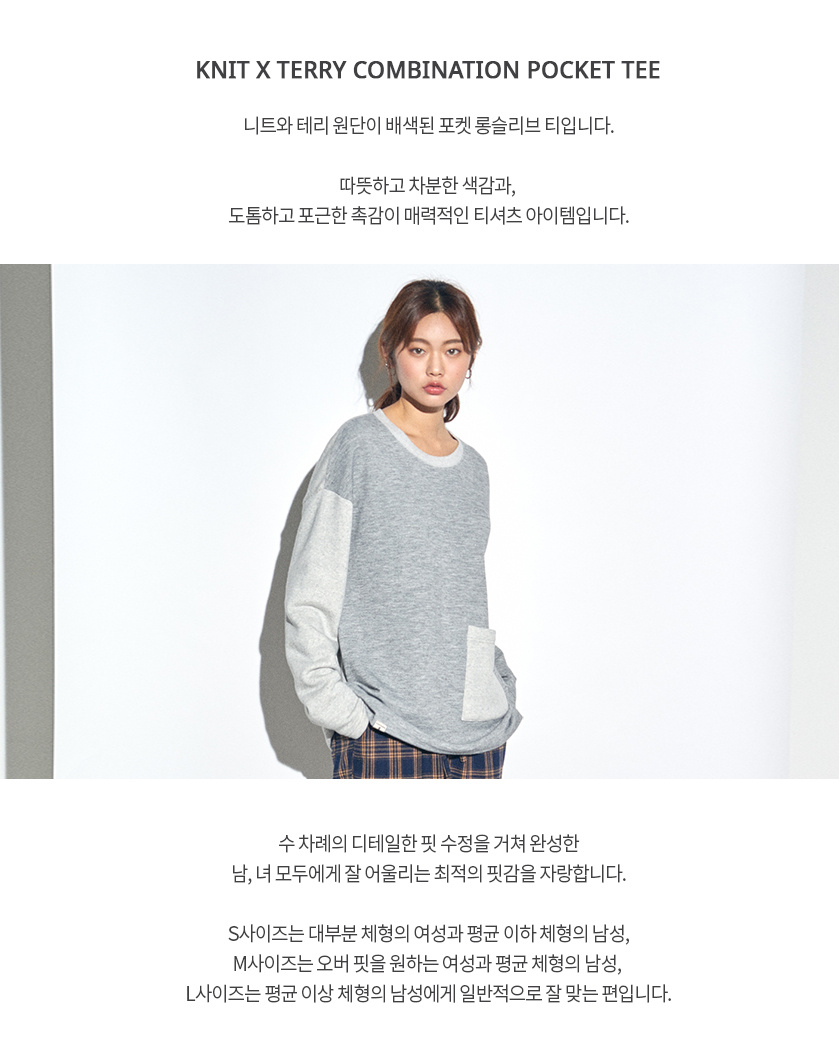 KNIT X TERRY COMBINATION POCKET TEE
니트와 테리 원단이 배색된 포켓 롱슬리브 티입니다.
따뜻하고 차분한 색감과,
도톰하고 포근한 촉감이 매력적인 티셔츠 아이템입니다.
수 차례의 디테일한 핏 수정을 거쳐 완성한
남, 녀 모두에게 잘 어울리는 최적의 핏감을 자랑합니다.
S사이즈는 대부분 체형의 여성과 평균 이하 체형의 남성,
M사이즈는 오버 핏을 원하는 여성과 평균 체형의 남성,
L사이즈는 평균 이상 체형의 남성에게 일반적으로 잘 맞는 편입니다.